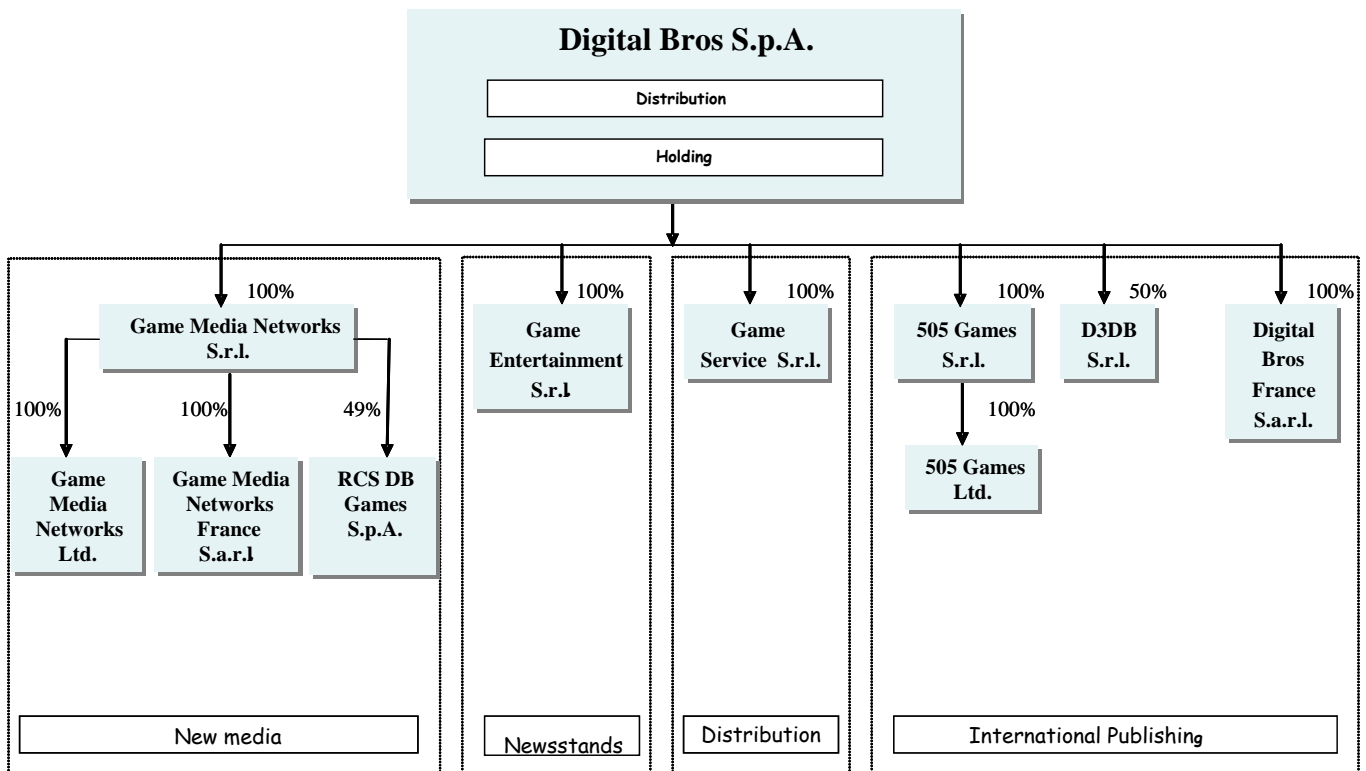 Digital Bros S.p.A.
Distribution
Holding
100%
Game Media Networks
S.r.l.
100%
100%
49%
Game
Media
Networks
Ltd.
Game Media
Networks
France
S.a.r.l.
RCS DB
Games
S.p.A.
New media
100%
Game
Entertainment
S.r.l.
Newsstands
100%
Game
Service S.r.l.
Distribution
100%
505 Games
S.r.l.
100%
505 Games
Ltd.
50%
D3DB
S.r.l.
100%
Digital
Bros
France
S.a.r.l.
International Publishing